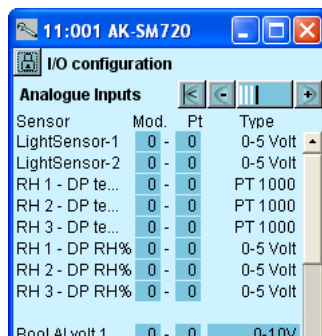 11:001 AK-SM720
I/O configuration
Analogue Inputs
Sensor Mod. Pt Type
LightSensor-1 0 - 0 0-5 Volt
LightSensor-2 0 - 0 0-5 Volt
RH 1 - DP te... 0 - 0 PT 1000
RH 2 - DP te... 0 - 0 PT 1000
RH 3 - DP te... 0 - 0 PT 1000
RH 1 - DP RH% 0 - 0 0-5 Volt
RH 2 - DP RH% 0 - 0 0-5 Volt
RH 3 - DP RH% 0 - 0 0-5 Volt
Bool AI volt 1 0 - 0 0-10V